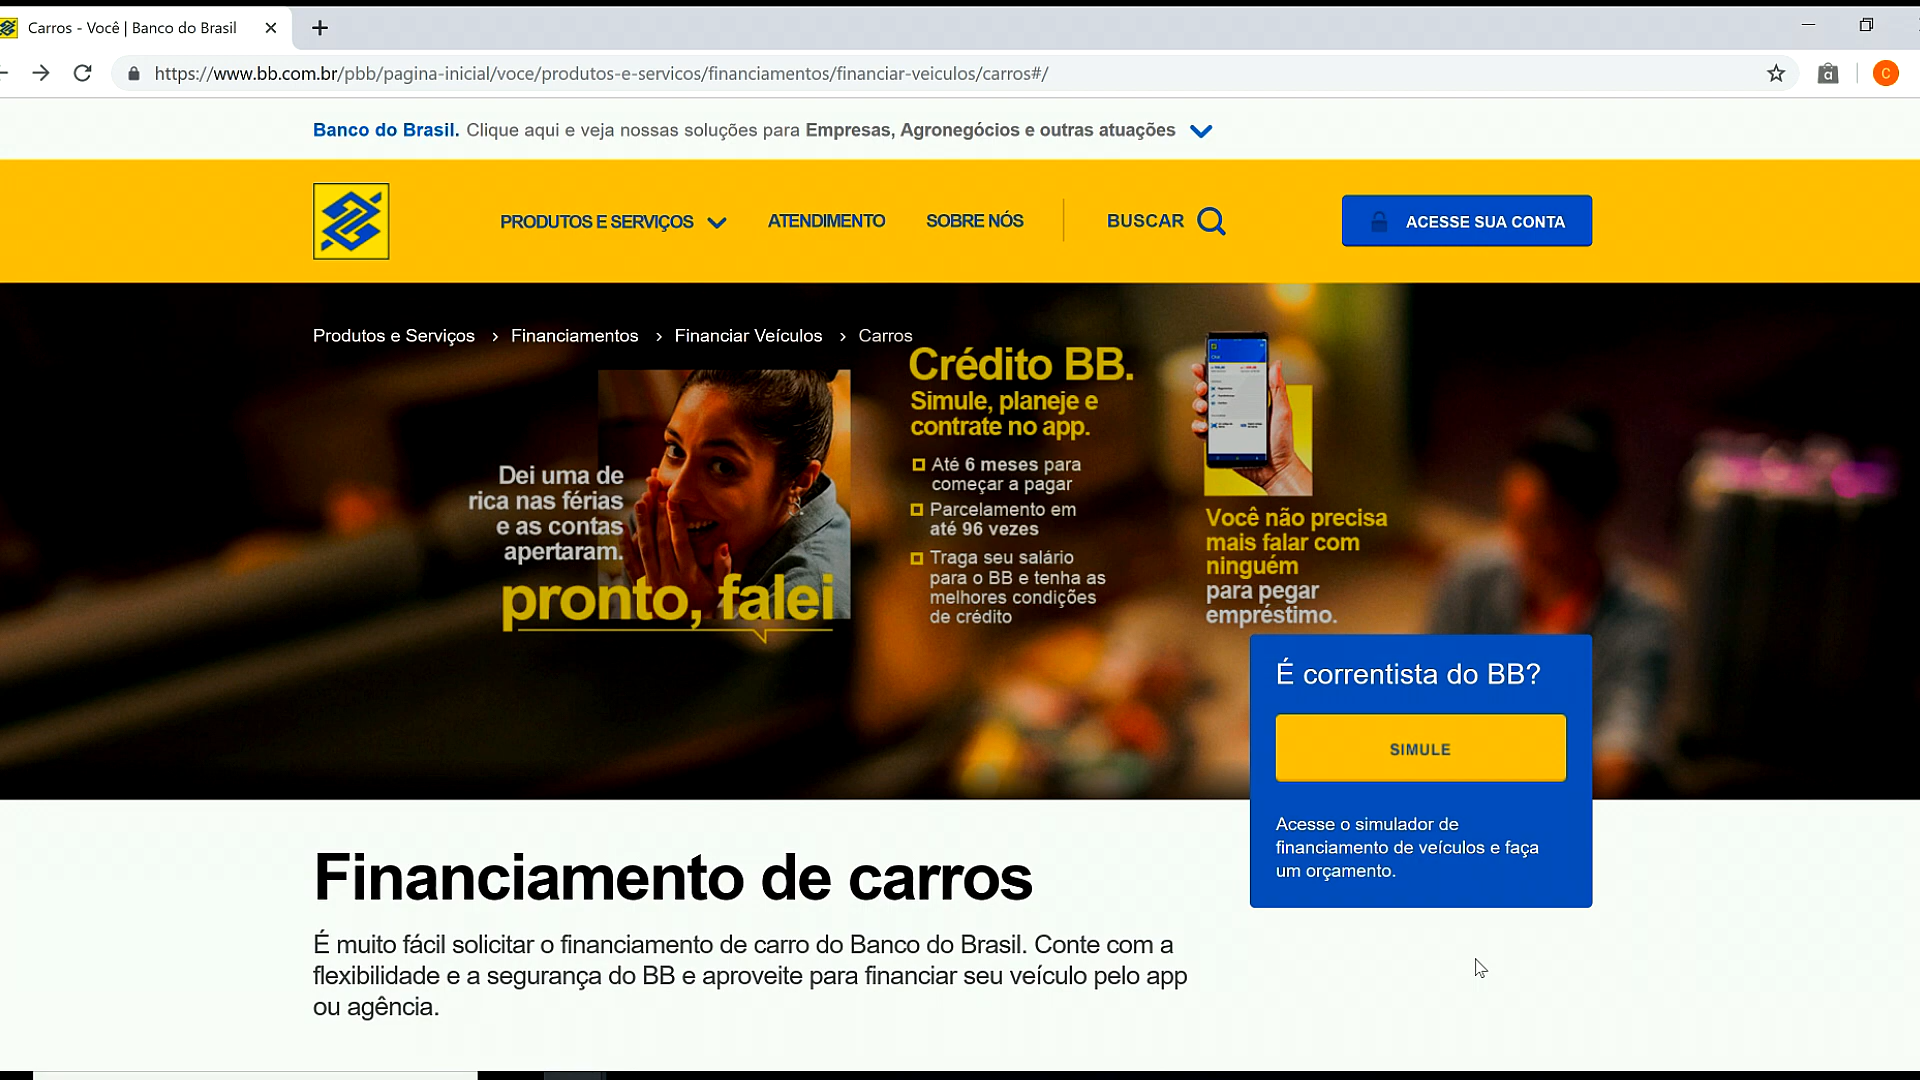 Carros - Você | Banco do Brasil
https://www.bb.com.br/pbb/pagina-inicial/voce/produtos-e-servicos/financiamentos/financiar-veiculos/carros#/
C
Banco do Brasil. Clique aqui e veja nossas soluções para Empresas, Agronegócios e outras atuações
PRODUTOS E SERVIÇOS
ATENDIMENTO
SOBRE NÓS
BUSCAR
ACESSE SUA CONTA
Produtos e Serviços › Financiamentos › Financiar Veículos › Carros
Dei uma de
rica nas férias
e as contas
apertaram.
pronto, falei
Crédito BB.
Simule, planeje e
contrate no app.
Até 6 meses para
começar a pagar
Parcelamento em
até 96 vezes
Traga seu salário
para o BB e tenha as
melhores condições
de crédito
Você não precisa
mais falar com
ninguém
para pegar
empréstimo.
É correntista do BB?
SIMULE
Acesse o simulador de
financiamento de veículos e faça
um orçamento.
Financiamento de carros
É muito fácil solicitar o financiamento de carro do Banco do Brasil. Conte com a
flexibilidade e a segurança do BB e aproveite para financiar seu veículo pelo app
ou agência.